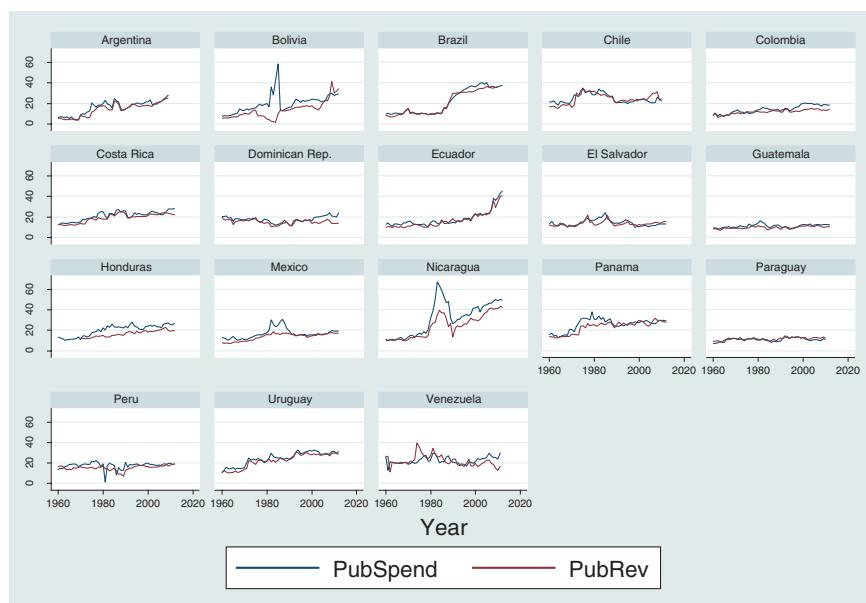 Argentina Bolivia Brazil Chile Colombia
60
40
20
0
Costa Rica Dominican Rep. Ecuador El Salvador Guatemala
60
40
20
0
Honduras Mexico Nicaragua Panama Paraguay
60
40
20
0
1960 1980 2000 2020 1960 1980 2000 2020
Peru Uruguay Venezuela
60
40
20
0
1960 1980 2000 2020 1960 1980 2000 2020 1960 1980 2000 2020
Year
PubSpend PubRev